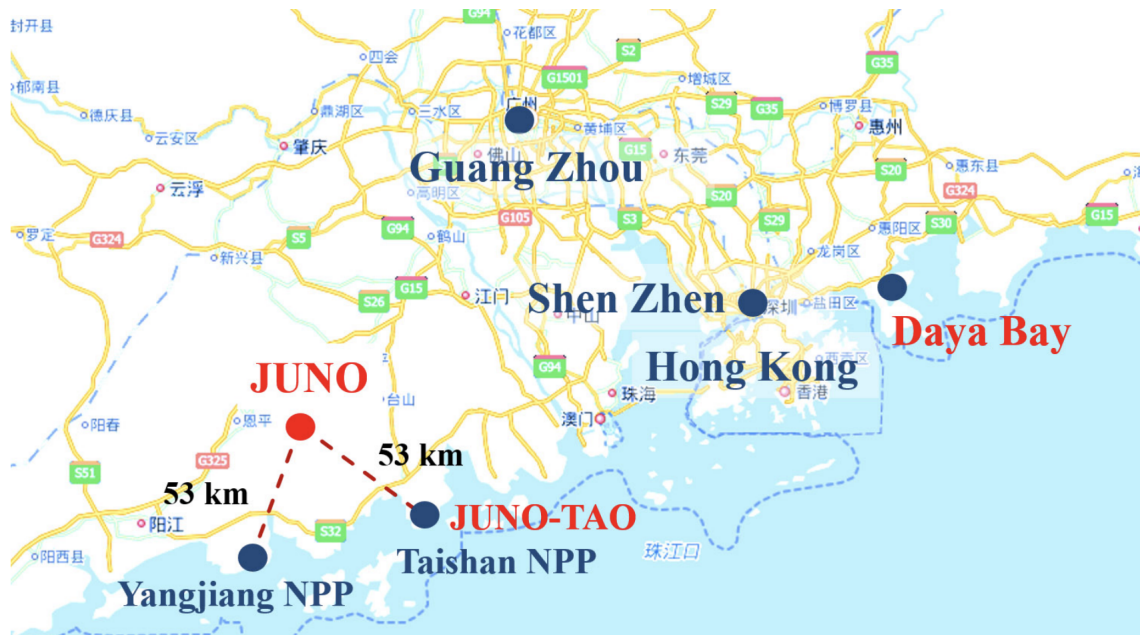 封开县
G94
花都区
四会
S2
G35
郁南县
G1501
增城区
德庆县
鼎湖区
三水区
广州
S29
G35
博罗县
云安区
黄埔区
惠州
肇庆
佛山
G15
东莞
惠东县
Guang Zhou
S20
云浮
高明区
S20
G324
罗定
G324
S5
G94
鹤山
G105
S3
S29
惠阳区
S30
G15
新兴县
龙岗区
S26
G15
江门
Shen Zhen
深圳
盐田区
中山
Daya Bay
JUNO
G94
Hong Kong
西贡区
台山
珠海
香港
阳春
恩平
澳门
53 km
G325
S51
53 km
阳江
S32
JUNO-TAO
阳西县
Taishan NPP
珠江口
Yangjiang NPP